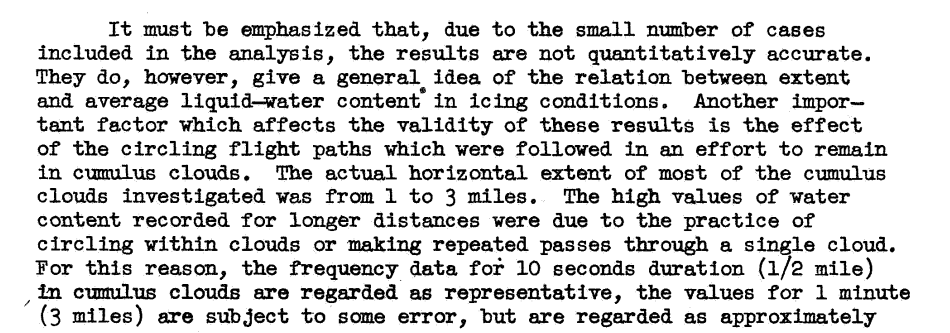 It must be emphasized that, due to the small number of cases
included in the analysis, the results are not quantitatively accurate.
They do, however, give a general idea of the relation between extent
and average liquid-water content in icing conditions. Another impor-
tant factor which affects the validity of these results is the effect
of the circling flight paths which were followed in an effort to remain
in cumulus clouds. The actual horizontal extent of most of the cumulus
clouds investigated was from 1 to 3 miles. The high values of water
content recorded for longer distances were due to the practice of
circling within clouds or making repeated passes through a single cloud.
For this reason, the frequency data for 10 seconds duration (1/2 mile)
in cumulus clouds are regarded as representative, the values for 1 minute
(3 miles) are subject to some error, but are regarded as approximately